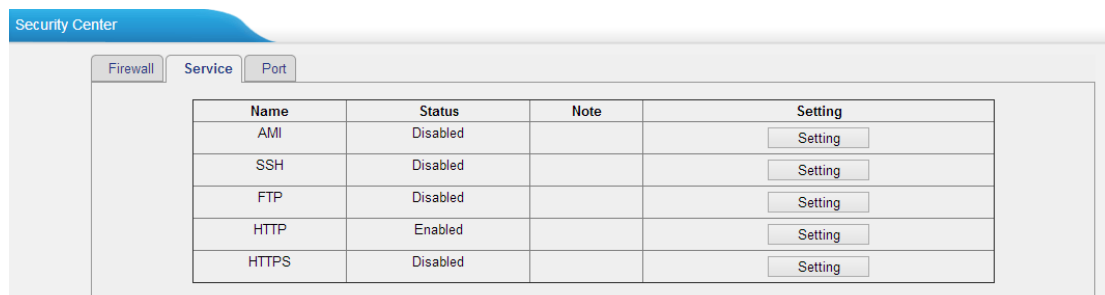 Security Center
Firewall Service Port
Name Status Note Setting
AMI Disabled Setting
SSH Disabled Setting
FTP Disabled Setting
HTTP Enabled Setting
HTTPS Disabled Setting